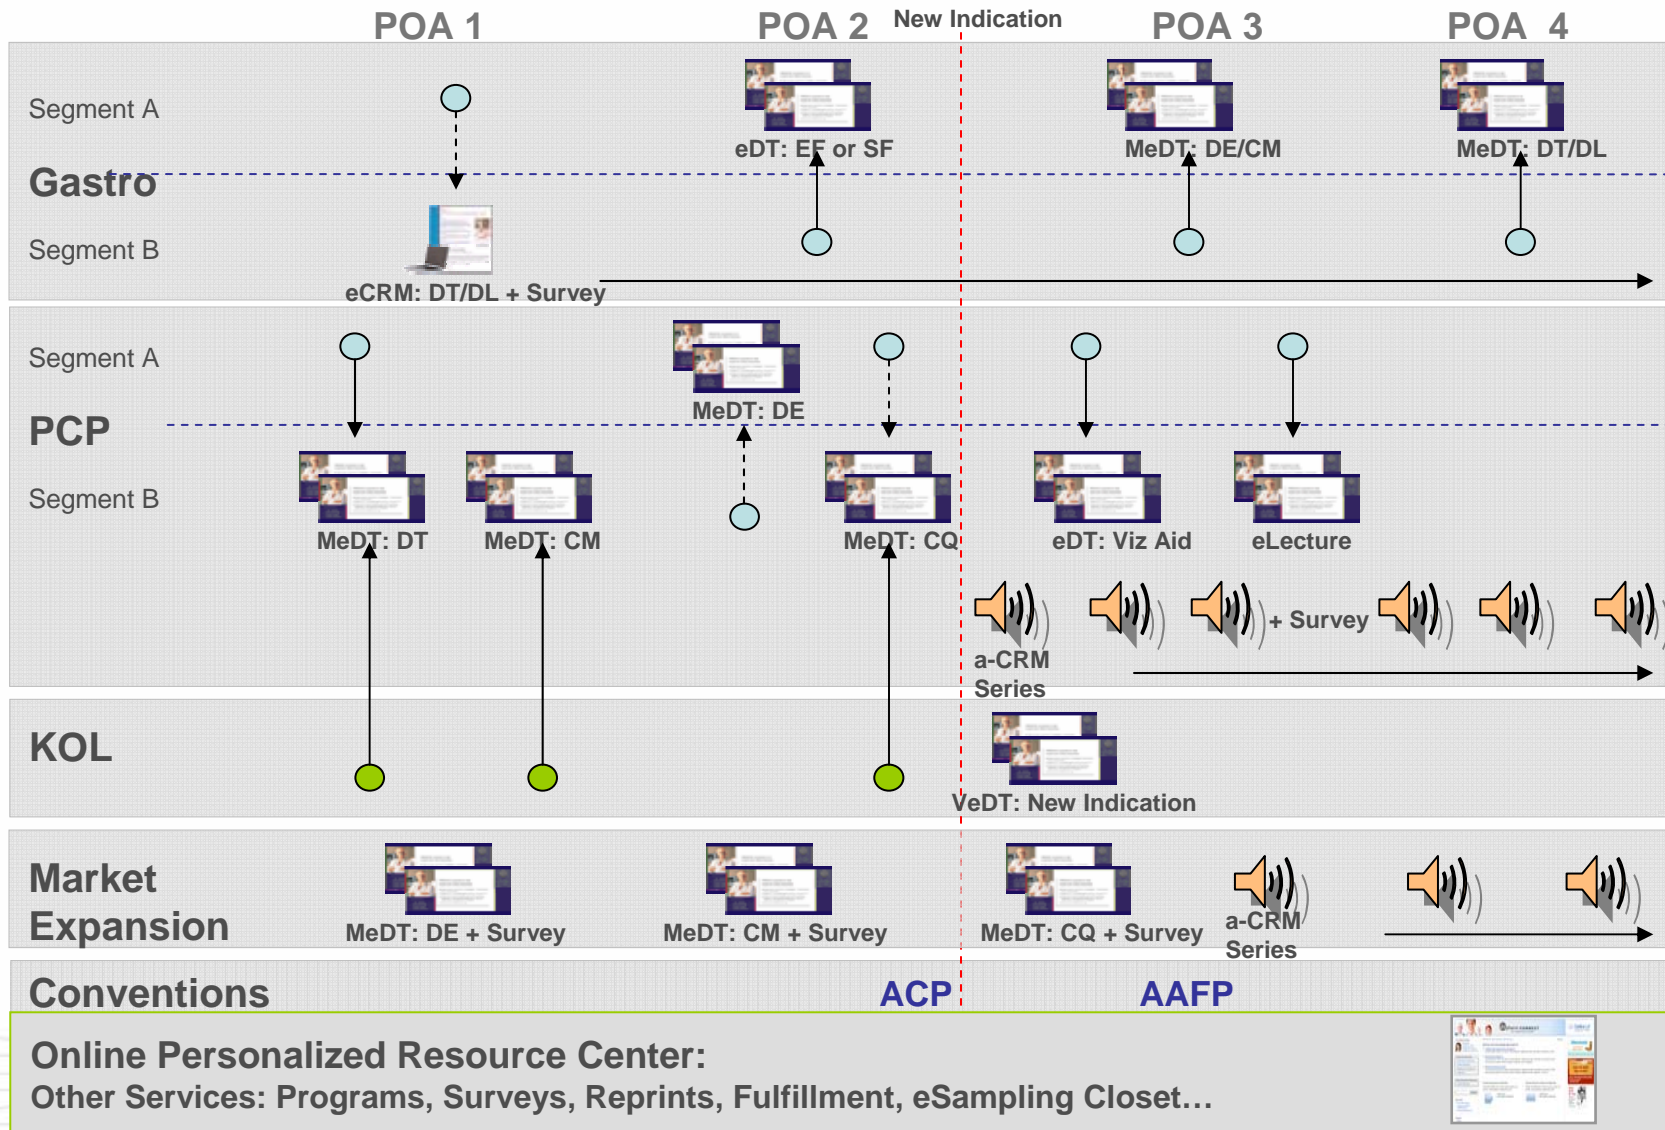 POA 1
POA 2
New Indication
POA 3
POA 4
Segment A
eDT: EF or SF
MeDT: DE/CM
MeDT: DT/DL
Gastro
Segment B
eCRM: DT/DL + Survey
Segment A
MeDT: DE
PCP
Segment B
MeDT: DT
MeDT: CM
MeDT: CQ
eDT: Viz Aid
eLecture
+ Survey
a-CRM
Series
KOL
VeDT: New Indication
Market
Expansion
MeDT: DE + Survey
MeDT: CM + Survey
MeDT: CQ + Survey
a-CRM
Series
Conventions
ACP
AAFP
Online Personalized Resource Center:
Other Services: Programs, Surveys, Reprints, Fulfillment, eSampling Closet…